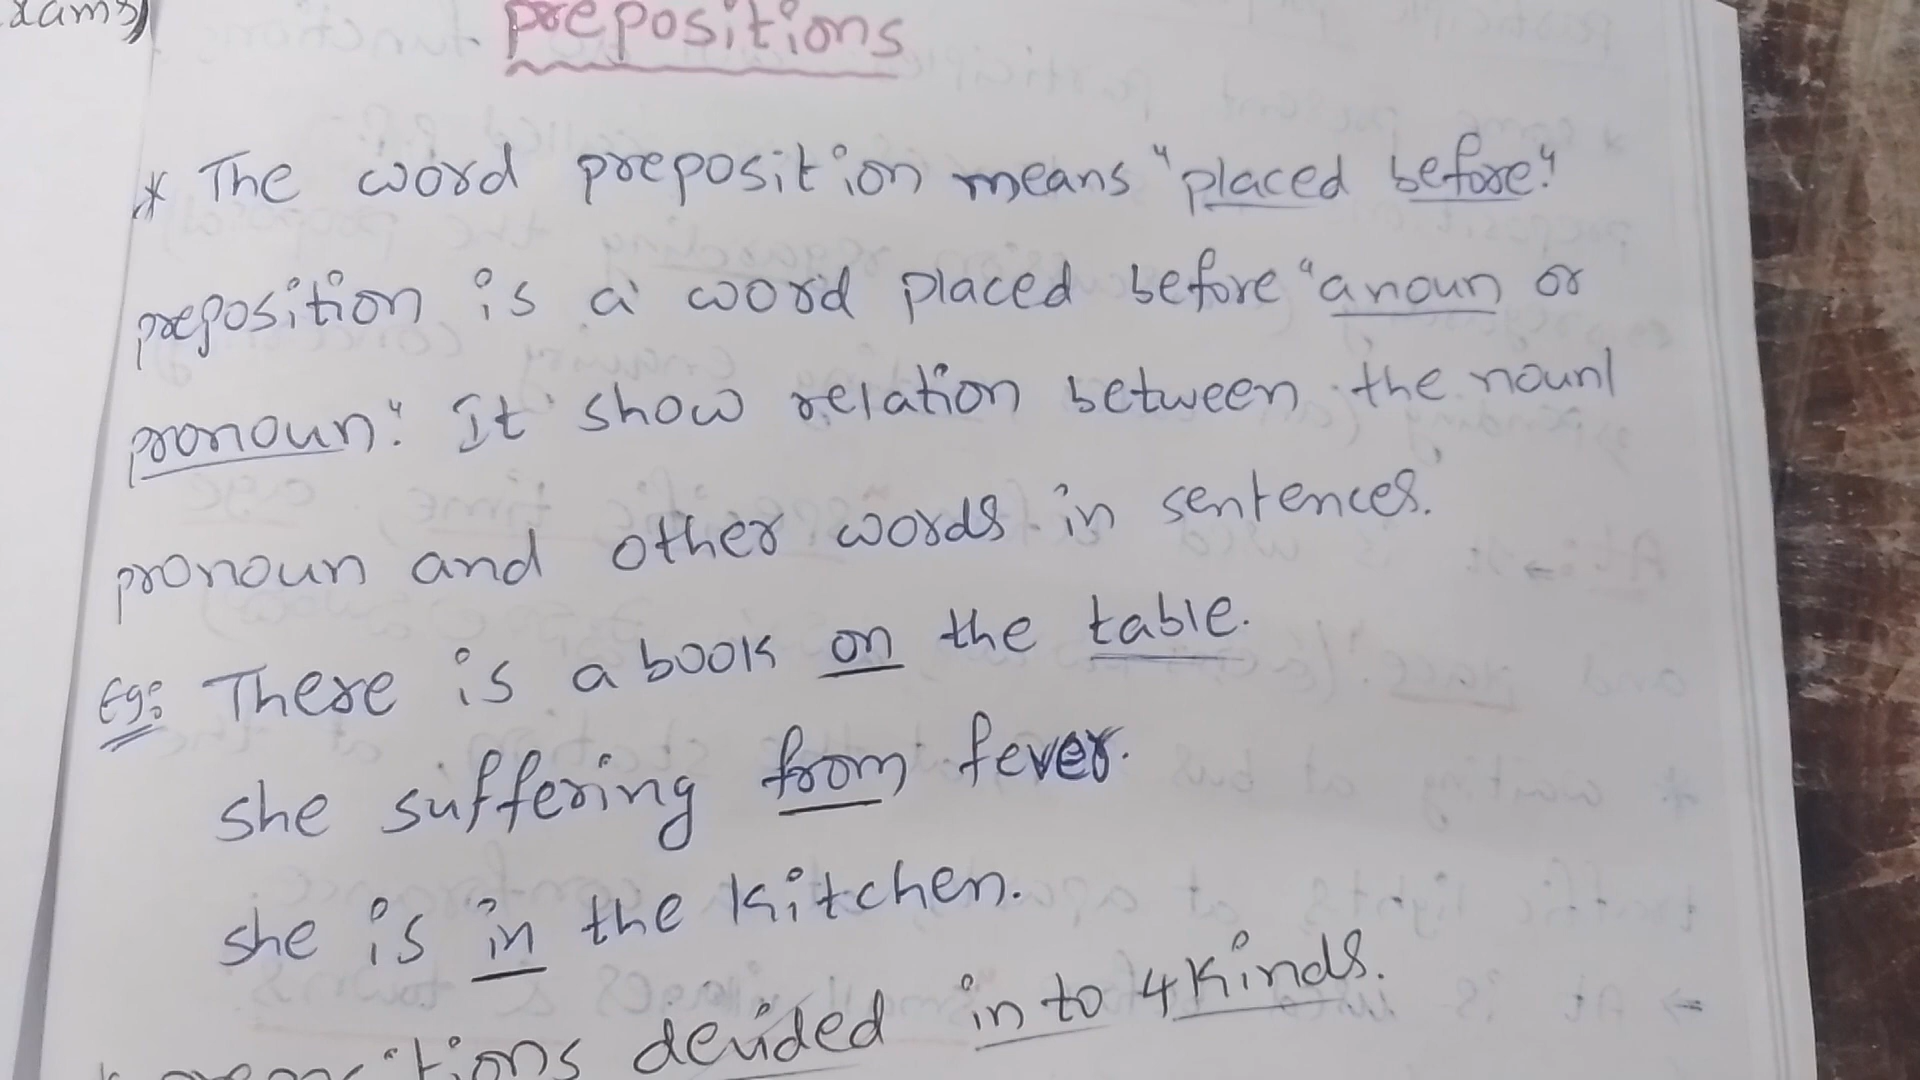 prepositions
* The word preposition means "placed before"
preposition is a word placed before "a noun or
pronoun". It show relation between the noun/
pronoun and other words in sentences.
Eg: There is a book on the table.
she suffering from fever.
she is in the kitchen.
prepositions devided in to 4 kinds.